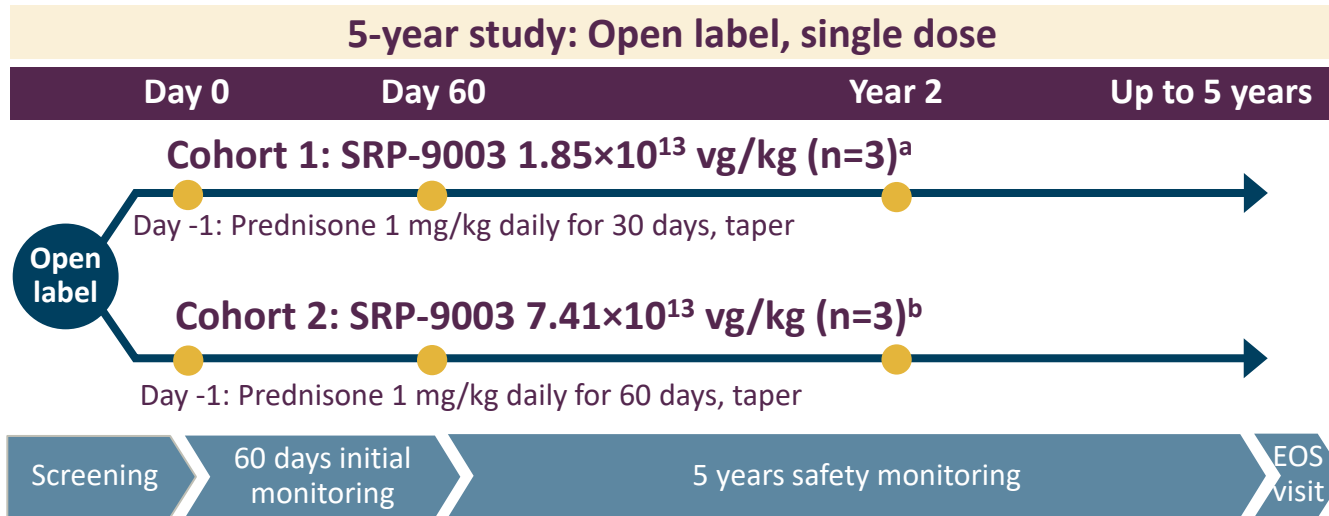 5-year study: Open label, single dose
Day 0 Day 60 Year 2 Up to 5 years
Cohort 1: SRP-9003 1.85×10¹³ vg/kg (n=3)ᵃ
Day -1: Prednisone 1 mg/kg daily for 30 days, taper
Open
label
Cohort 2: SRP-9003 7.41×10¹³ vg/kg (n=3)ᵇ
Day -1: Prednisone 1 mg/kg daily for 60 days, taper
Screening
60 days initial
monitoring
5 years safety monitoring
EOS
visit